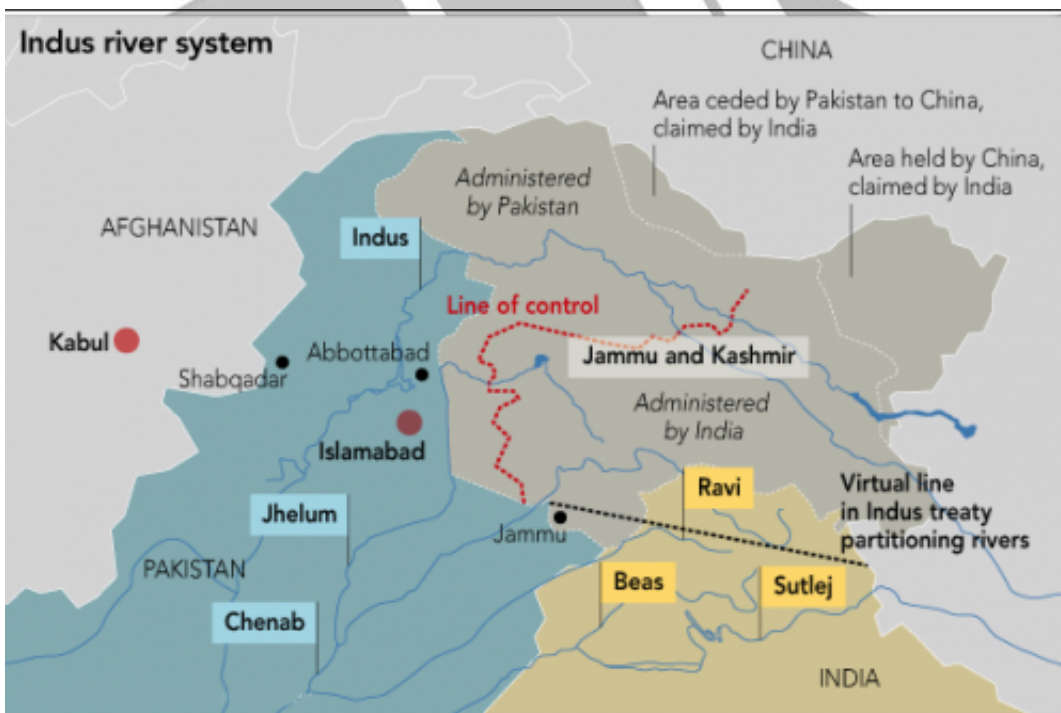 Indus river system
CHINA
Area ceded by Pakistan to China,
claimed by India
Area held by China,
claimed by India
Administered
by Pakistan
AFGHANISTAN
Indus
Line of control
Kabul
Abbottabad
Jammu and Kashmir
Shabqadar
Administered
by India
Islamabad
Ravi
Virtual line
in Indus treaty
partitioning rivers
Jhelum
Jammu
PAKISTAN
Beas
Sutlej
Chenab
INDIA